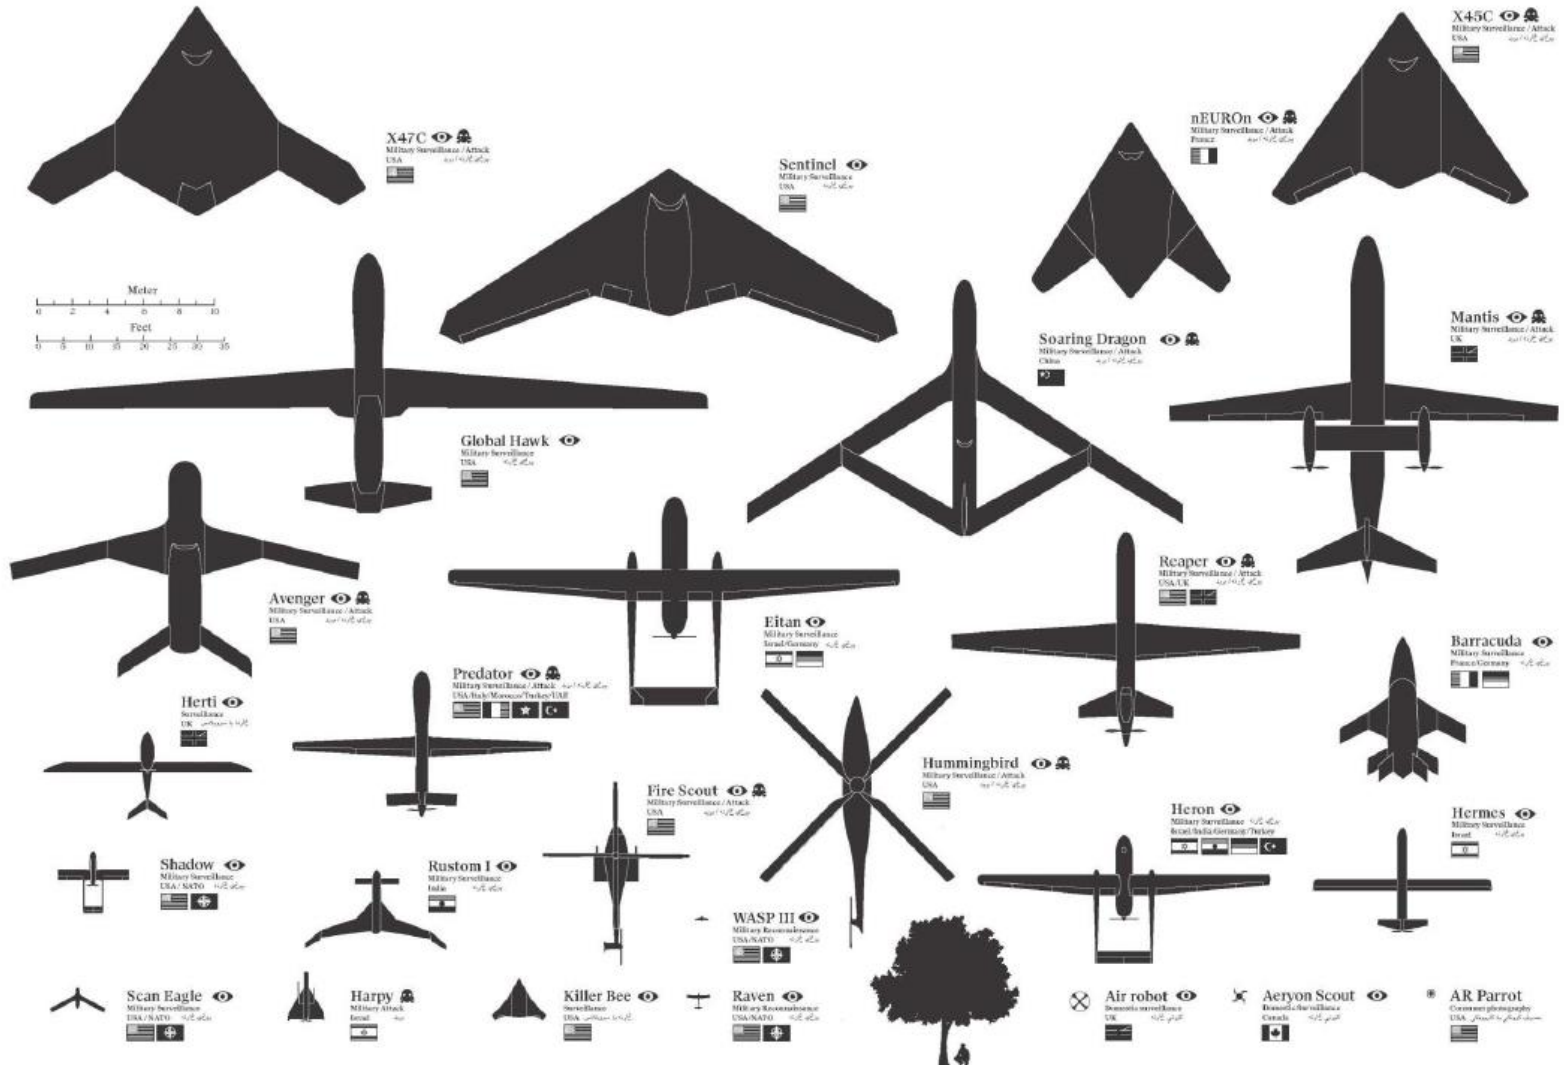 X47C
Military Surveillance / Attack
USA
Sentinel
Military Surveillance
USA
nEUROn
Military Surveillance / Attack
France
X45C
Military Surveillance / Attack
USA
Meter
0 2 4 6 8 10
Feet
0 5 10 15 20 25 30 35
Global Hawk
Military Surveillance
USA
Soaring Dragon
Military Surveillance / Attack
China
Mantis
Military Surveillance / Attack
UK
Avenger
Military Surveillance / Attack
USA
Eitan
Military Surveillance
Israel/Germany
Reaper
Military Surveillance / Attack
USA/UK
Barracuda
Military Surveillance
France/Germany
Herti
Surveillance
UK
Predator
Military Surveillance / Attack
USA/Italy/Morocco/Turkey/UAE
Fire Scout
Military Surveillance / Attack
USA
Hummingbird
Military Surveillance / Attack
USA
Heron
Military Surveillance
Israel/India/Germany/Turkey
Hermes
Military Surveillance
Israel
Shadow
Military Surveillance
USA / NATO
Rustom I
Military Surveillance
India
WASP III
Military Reconnaissance
USA/NATO
Scan Eagle
Military Surveillance
USA / NATO
Harpy
Military Attack
Israel
Killer Bee
Surveillance
USA
Raven
Military Reconnaissance
USA/NATO
Air robot
Domestic surveillance
UK
Aeryon Scout
Domestic Surveillance
Canada
AR Parrot
Consumer photography
USA